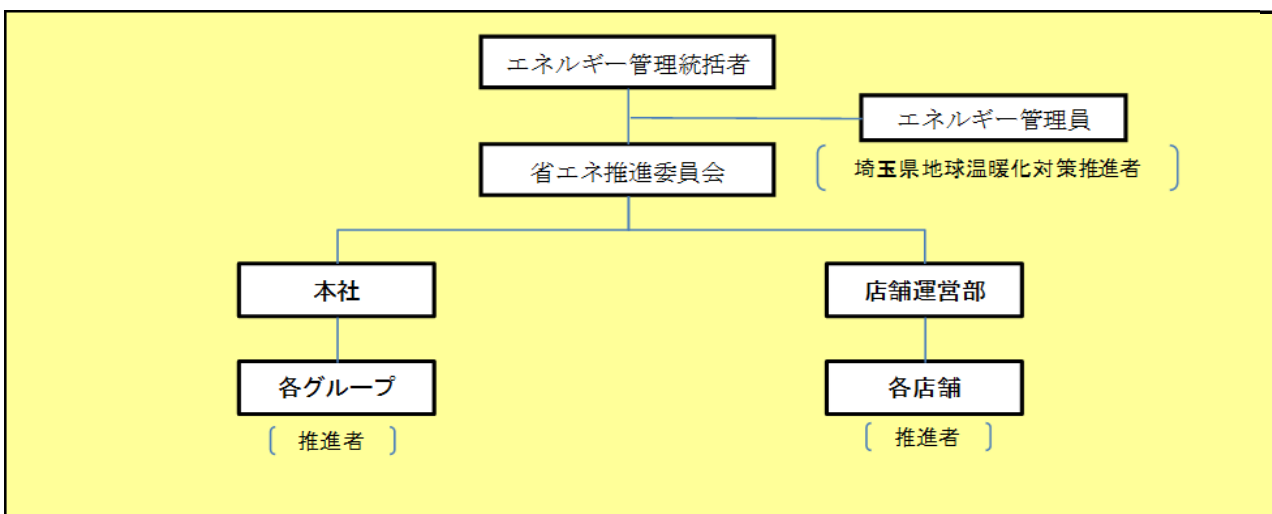 エネルギー管理統括者
エネルギー管理員
省エネ推進委員会
〔 埼玉県地球温暖化対策推進者 〕
本社
店舗運営部
各グループ
各店舗
〔 推進者 〕
〔 推進者 〕